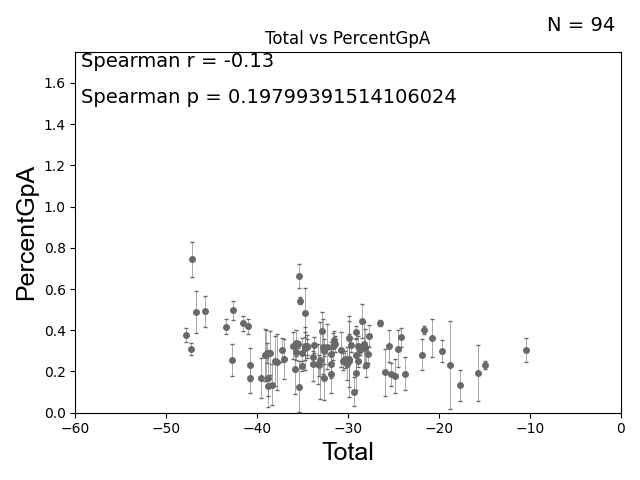 N = 94
Total vs PercentGpA
Spearman r = -0.13
Spearman p = 0.19799391514106024
PercentGpA
1.6
1.4
1.2
1.0
0.8
0.6
0.4
0.2
0.0
−60 −50 −40 −30 −20 −10 0
Total